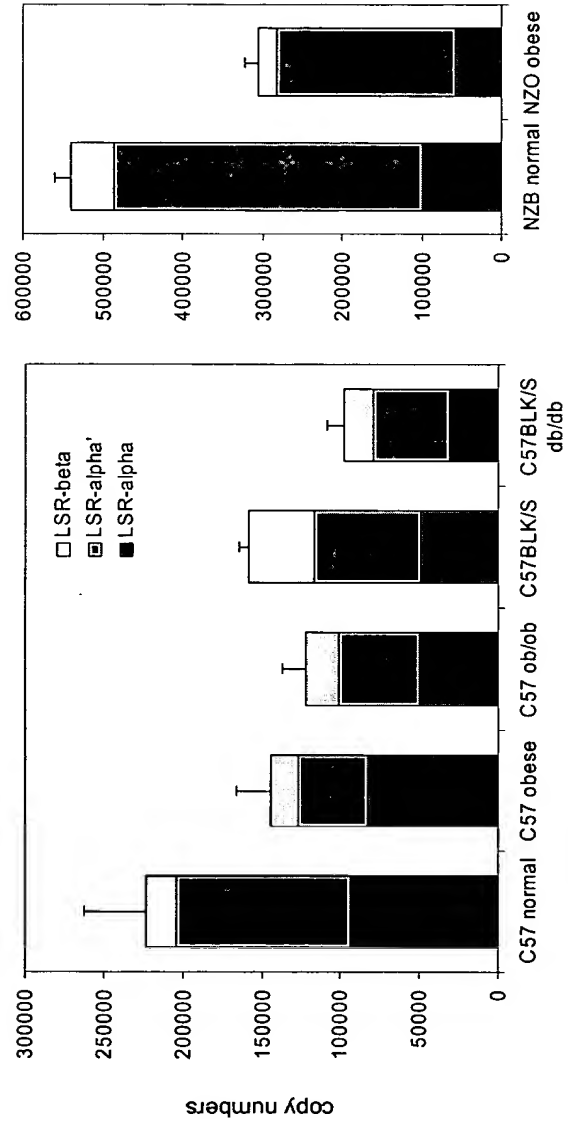 copy numbers
300000
250000
200000
150000
100000
50000
0
LSR-beta
LSR-alpha'
LSR-alpha
C57 normal
C57 obese
C57 ob/ob
C57BLK/S
C57BLK/S
db/db
600000
500000
400000
300000
200000
100000
0
NZB normal
NZO obese